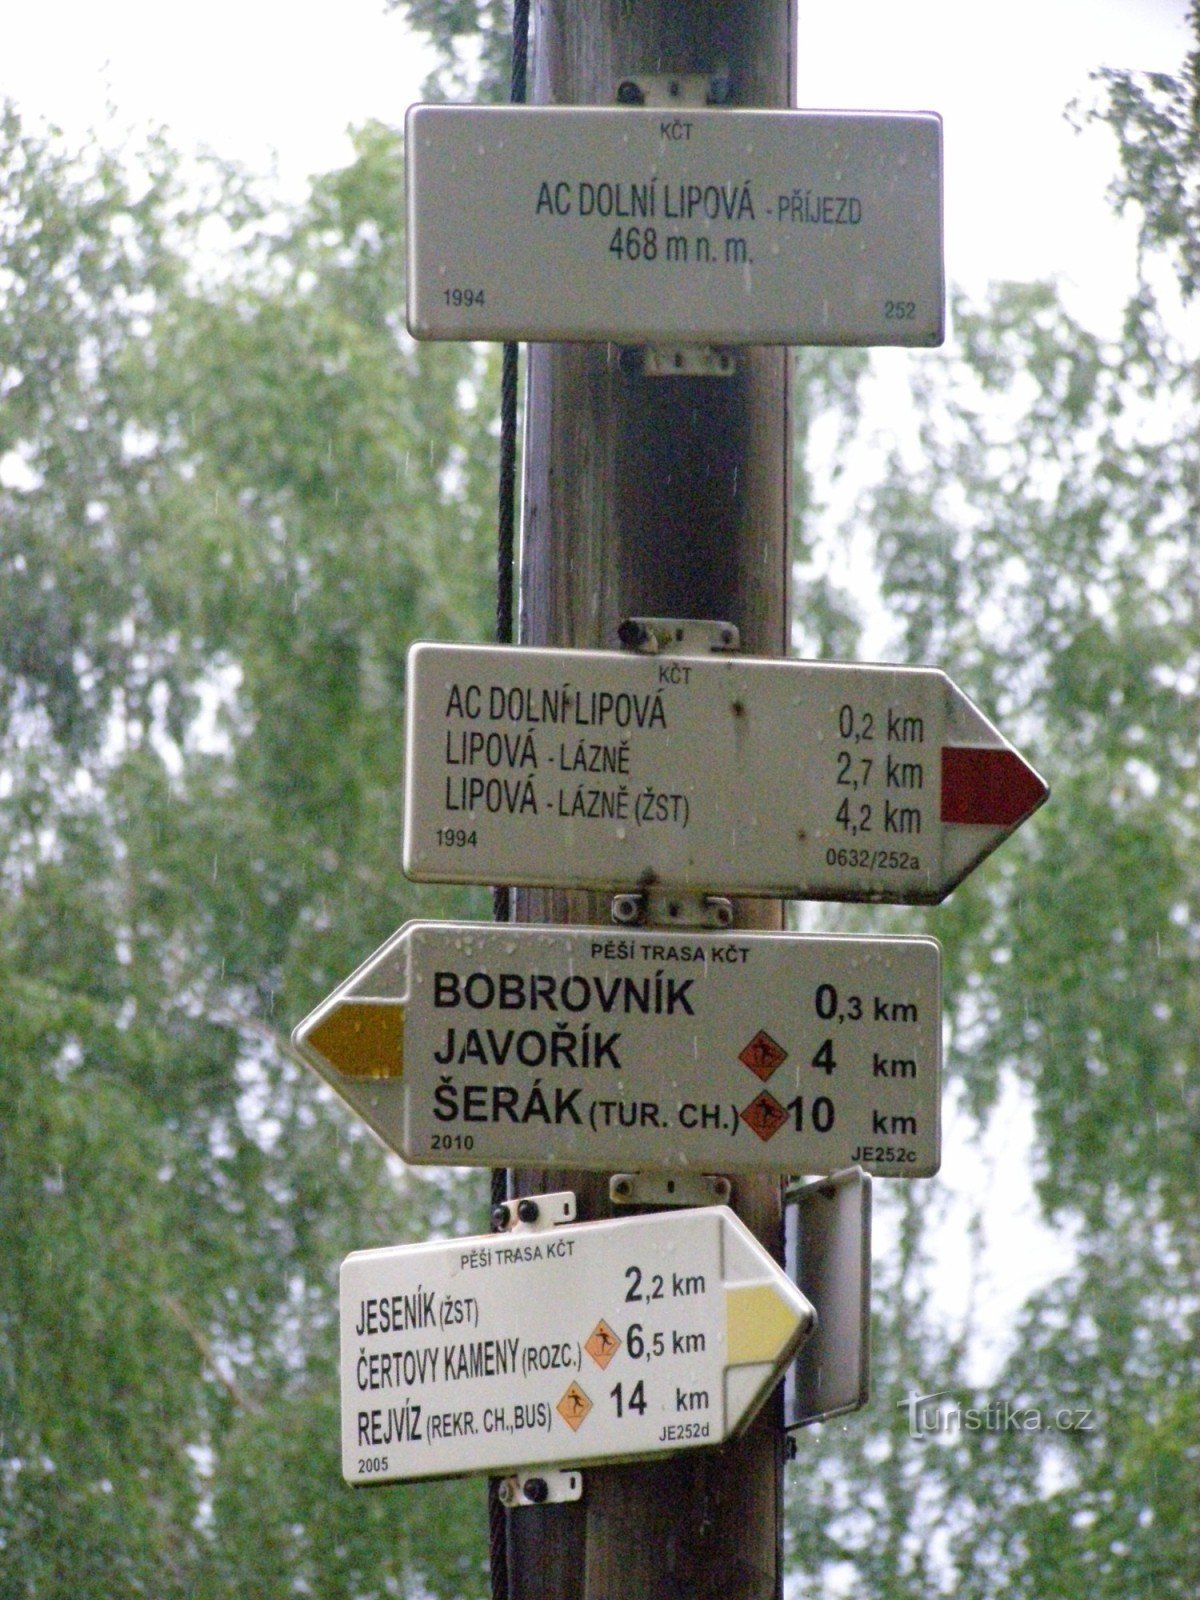 KČT
AC DOLNÍ LIPOVÁ - PŘÍJEZD
468 m n. m.
1994 252
KČT
AC DOLNÍ LIPOVÁ 0,2 km
LIPOVÁ - LÁZNĚ 2,7 km
LIPOVÁ - LÁZNĚ (ŽST) 4,2 km
1994 0632/252a
PĚŠÍ TRASA KČT
BOBROVNÍK 0,3 km
JAVOŘÍK 4 km
ŠERÁK (TUR. CH.) 10 km
2010 JE252c
PĚŠÍ TRASA KČT
JESENÍK (ŽST) 2,2 km
ČERTOVY KAMENY (ROZC.) 6,5 km
REJVÍZ (REKR. CH.,BUS) 14 km
2005 JE252d
Turistika.cz